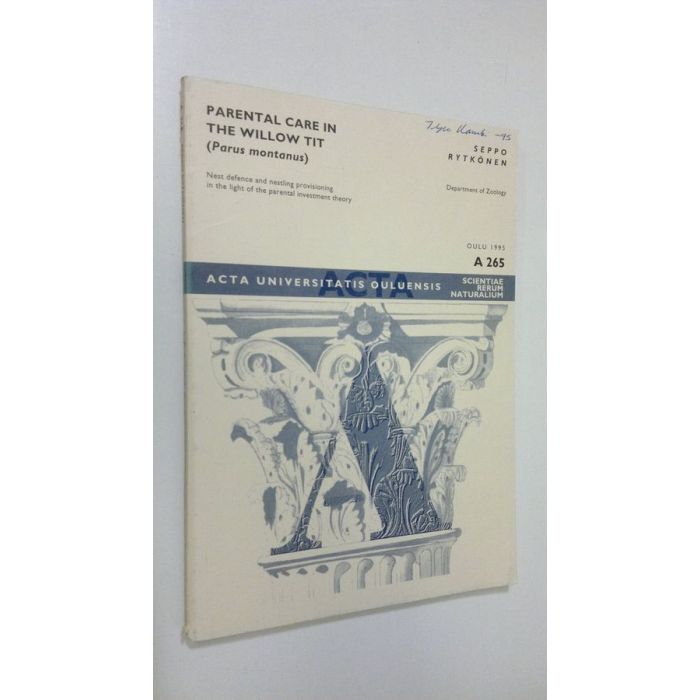 PARENTAL CARE IN
THE WILLOW TIT
(Parus montanus)
Nest defence and nestling provisioning
in the light of the parental investment theory
-95
SEPPO
RYTKÖNEN
Department of Zoology
OULU 1995
A 265
ACTA
ACTA UNIVERSITATIS OULUENSIS
SCIENTIAE
RERUM
NATURALIUM